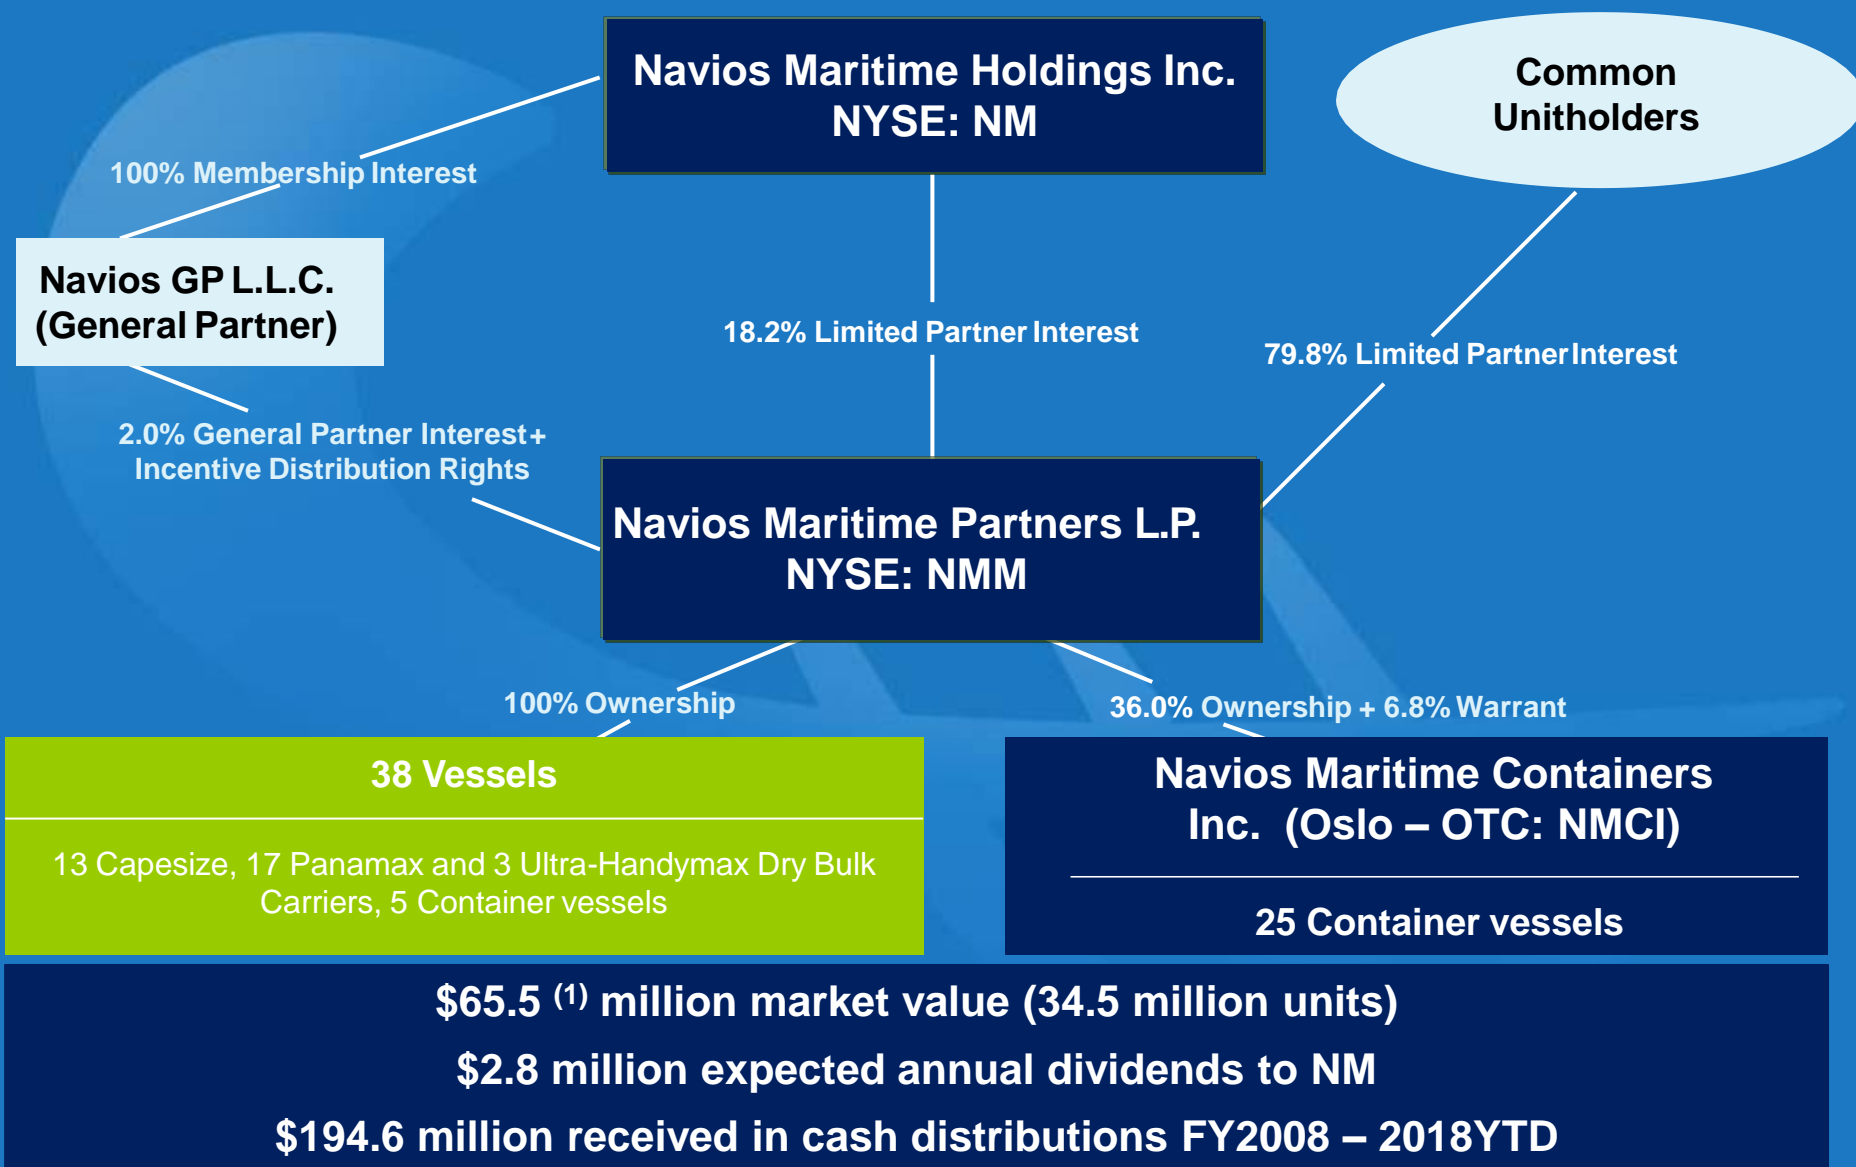 Navios Maritime Holdings Inc.
NYSE: NM
Common
Unitholders
100% Membership Interest
Navios GP L.L.C.
(General Partner)
18.2% Limited Partner Interest
79.8% Limited Partner Interest
2.0% General Partner Interest +
Incentive Distribution Rights
Navios Maritime Partners L.P.
NYSE: NMM
100% Ownership
36.0% Ownership + 6.8% Warrant
38 Vessels
13 Capesize, 17 Panamax and 3 Ultra-Handymax Dry Bulk
Carriers, 5 Container vessels
Navios Maritime Containers
Inc. (Oslo – OTC: NMCI)
25 Container vessels
$65.5 (1) million market value (34.5 million units)
$2.8 million expected annual dividends to NM
$194.6 million received in cash distributions FY2008 – 2018YTD